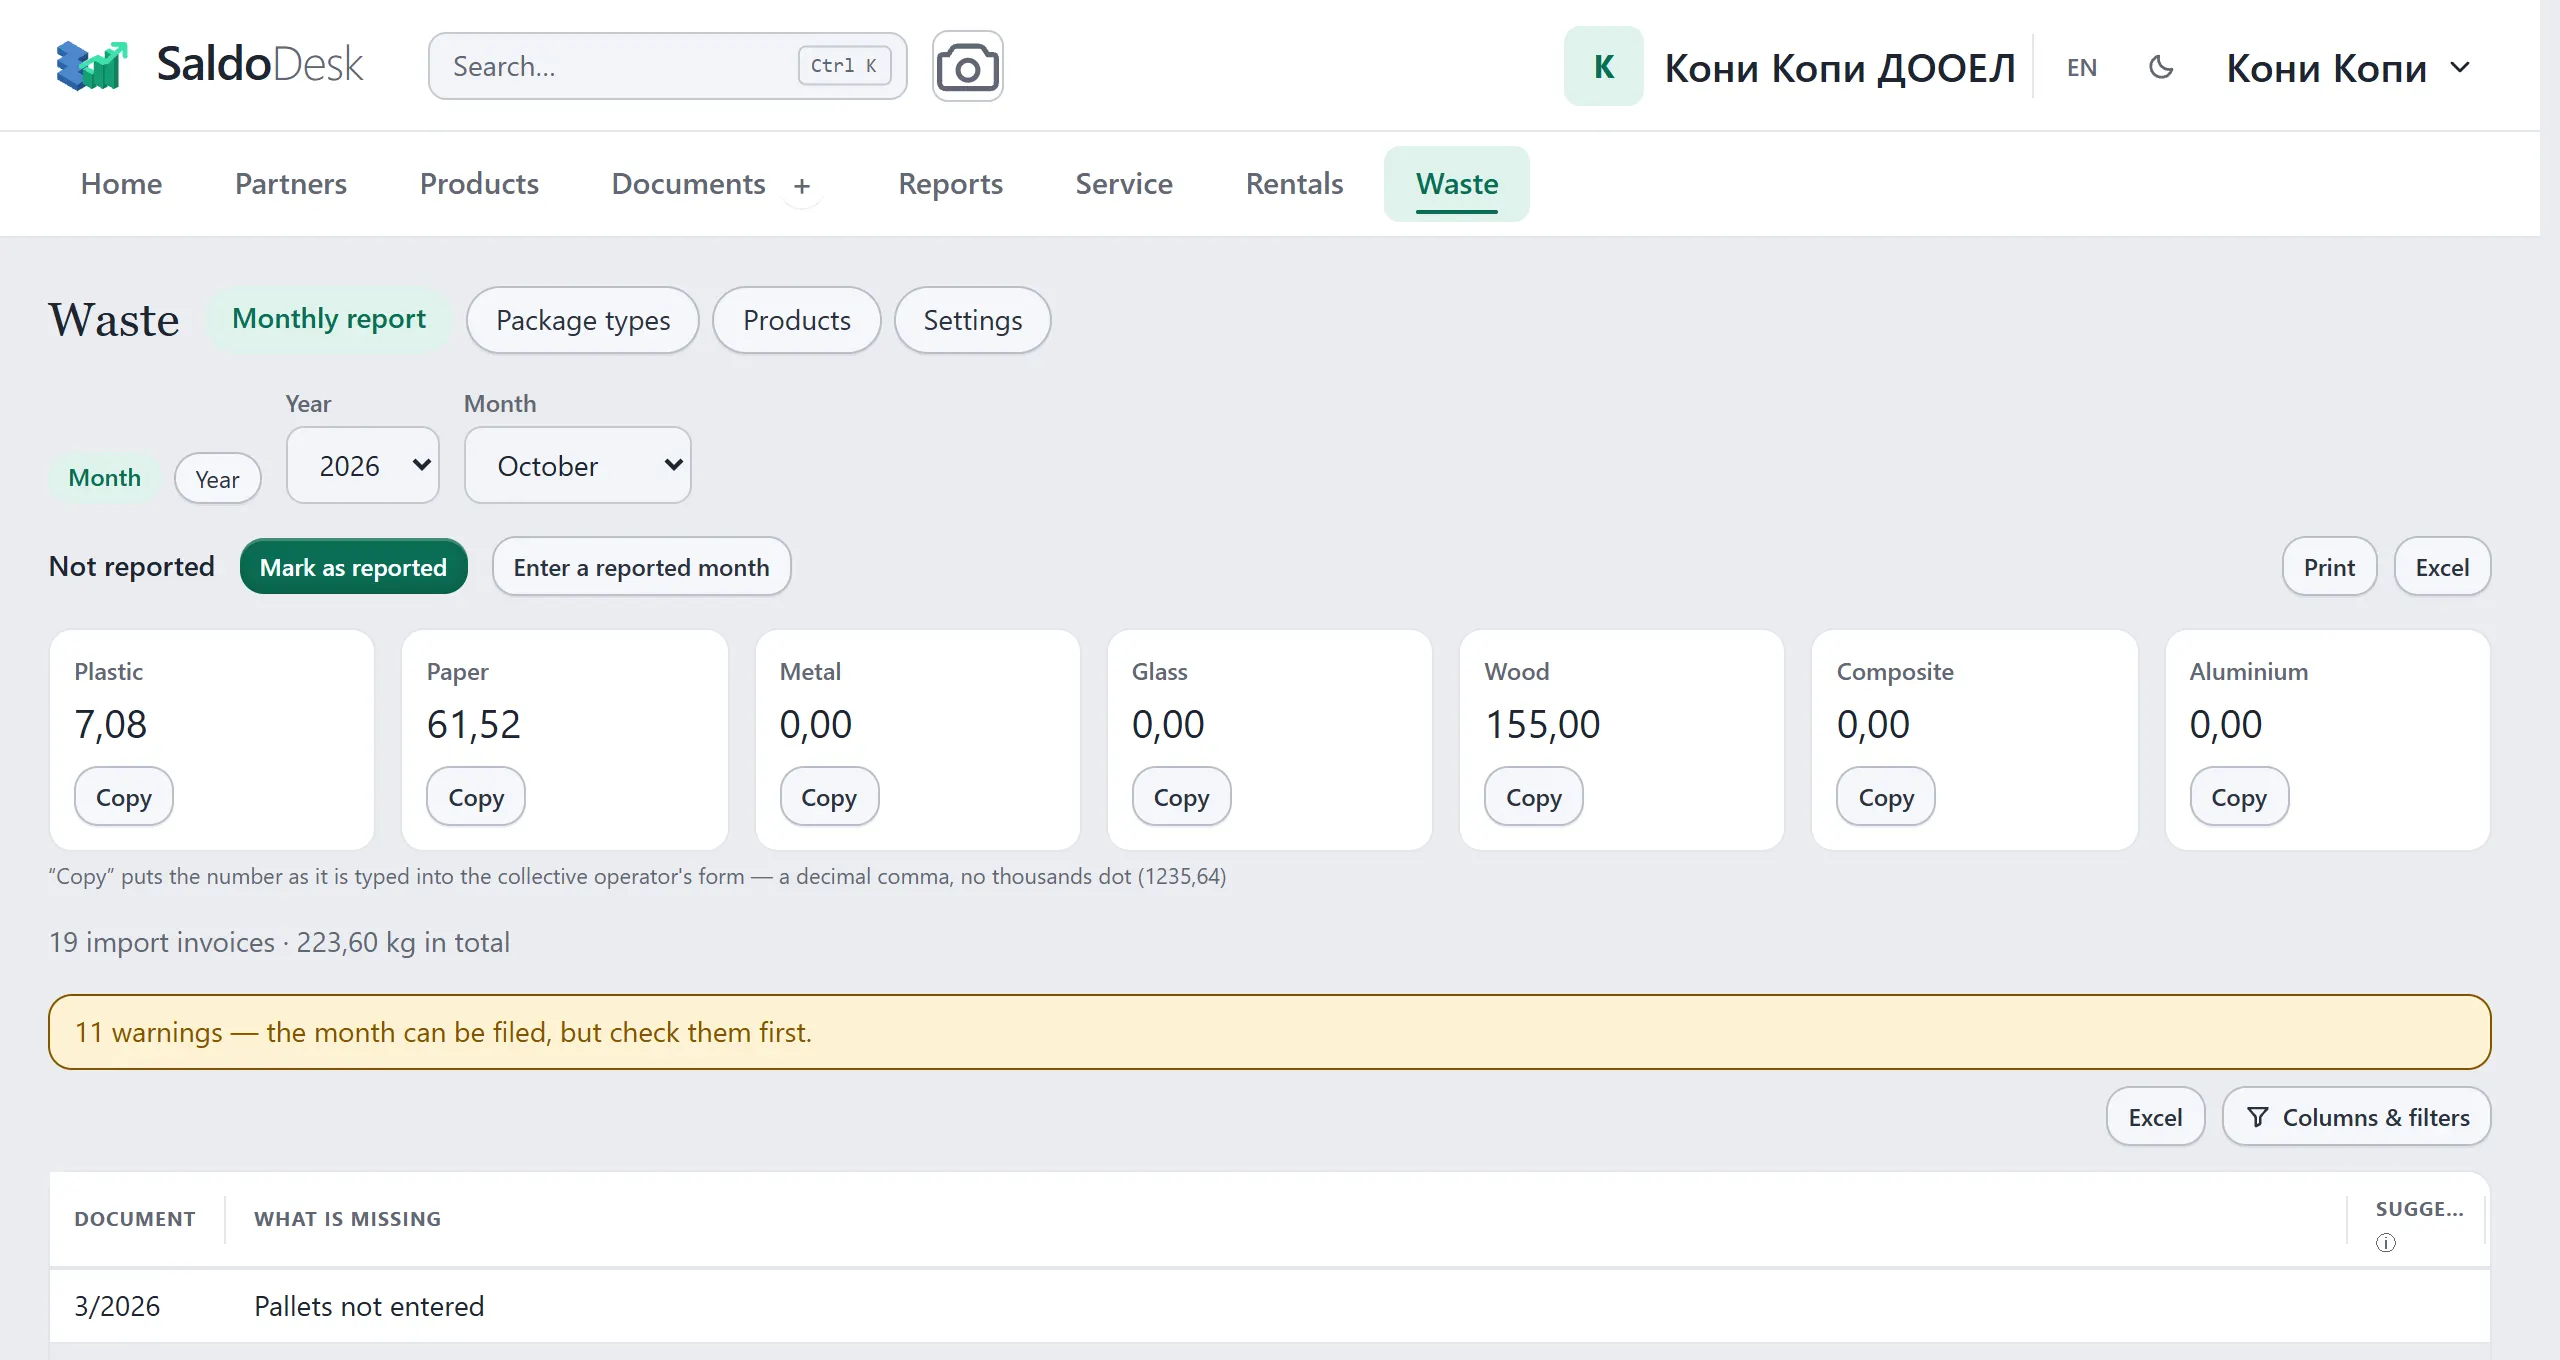 SaldoDesk
Search...
Ctrl K
K
Кони Копи ДООЕЛ
EN
Кони Копи
Home
Partners
Products
Documents +
Reports
Service
Rentals
Waste
Waste
Monthly report
Package types
Products
Settings
Year
Month
Month
Year
2026
October
Not reported
Mark as reported
Enter a reported month
Print
Excel
Plastic
7,08
Copy
Paper
61,52
Copy
Metal
0,00
Copy
Glass
0,00
Copy
Wood
155,00
Copy
Composite
0,00
Copy
Aluminium
0,00
Copy
“Copy” puts the number as it is typed into the collective operator's form — a decimal comma, no thousands dot (1235,64)
19 import invoices · 223,60 kg in total
11 warnings — the month can be filed, but check them first.
Excel
Columns & filters
DOCUMENT
WHAT IS MISSING
SUGGE...
3/2026
Pallets not entered